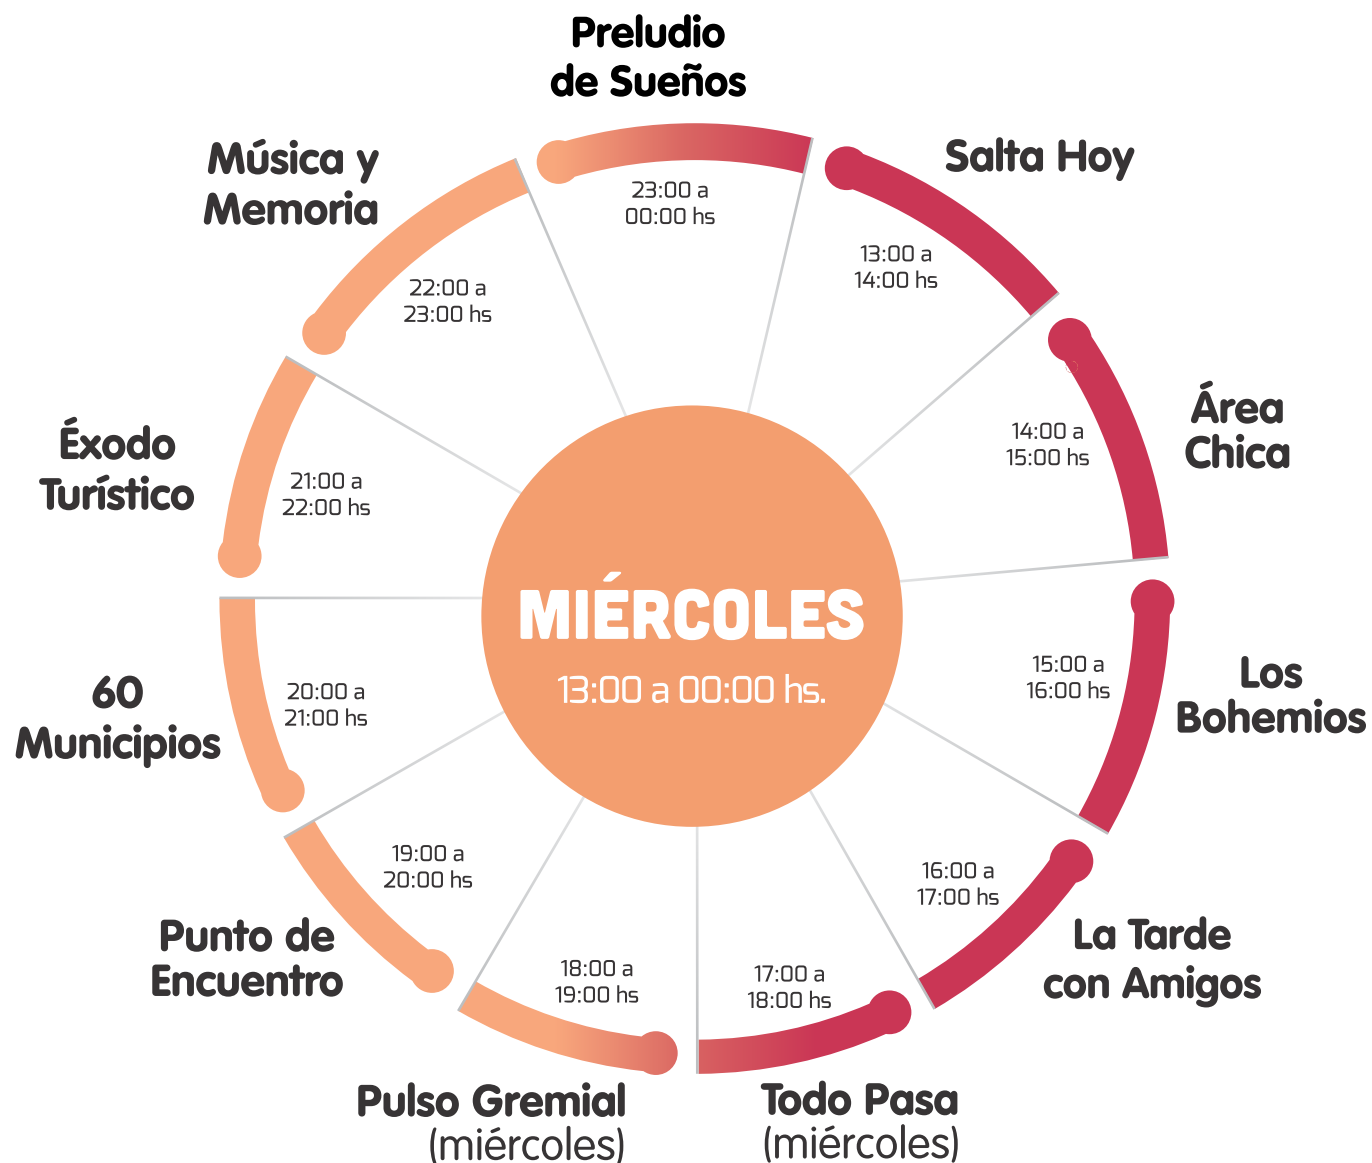 Preludio
de Sueños
23:00 a
00:00 hs
Salta Hoy
13:00 a
14:00 hs
Área
Chica
14:00 a
15:00 hs
Los
Bohemios
15:00 a
16:00 hs
La Tarde
con Amigos
16:00 a
17:00 hs
Todo Pasa
(miércoles)
17:00 a
18:00 hs
Pulso Gremial
(miércoles)
18:00 a
19:00 hs
Punto de
Encuentro
19:00 a
20:00 hs
60
Municipios
20:00 a
21:00 hs
Éxodo
Turístico
21:00 a
22:00 hs
Música y
Memoria
22:00 a
23:00 hs
MIÉRCOLES
13:00 a 00:00 hs.